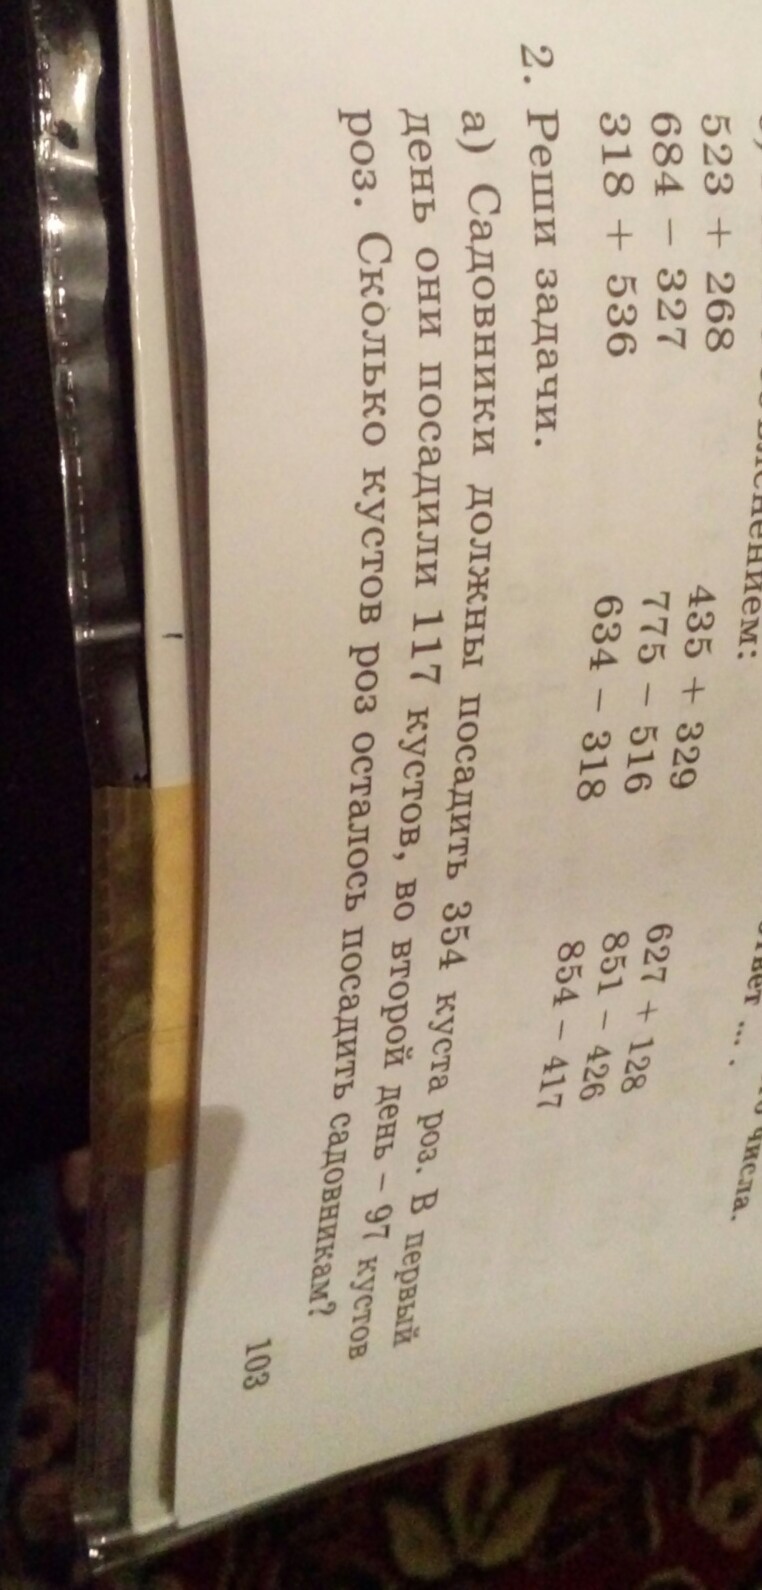 ответ ... .
числа.
523 + 268 435 + 329 627 + 128
684 − 327 775 − 516 851 − 426
318 + 536 634 − 318 854 − 417
2. Реши задачи.
а) Садовники должны посадить 354 куста роз. В первый
день они посадили 117 кустов, во второй день – 97 кустов
роз. Сколько кустов роз осталось посадить садовникам?
103